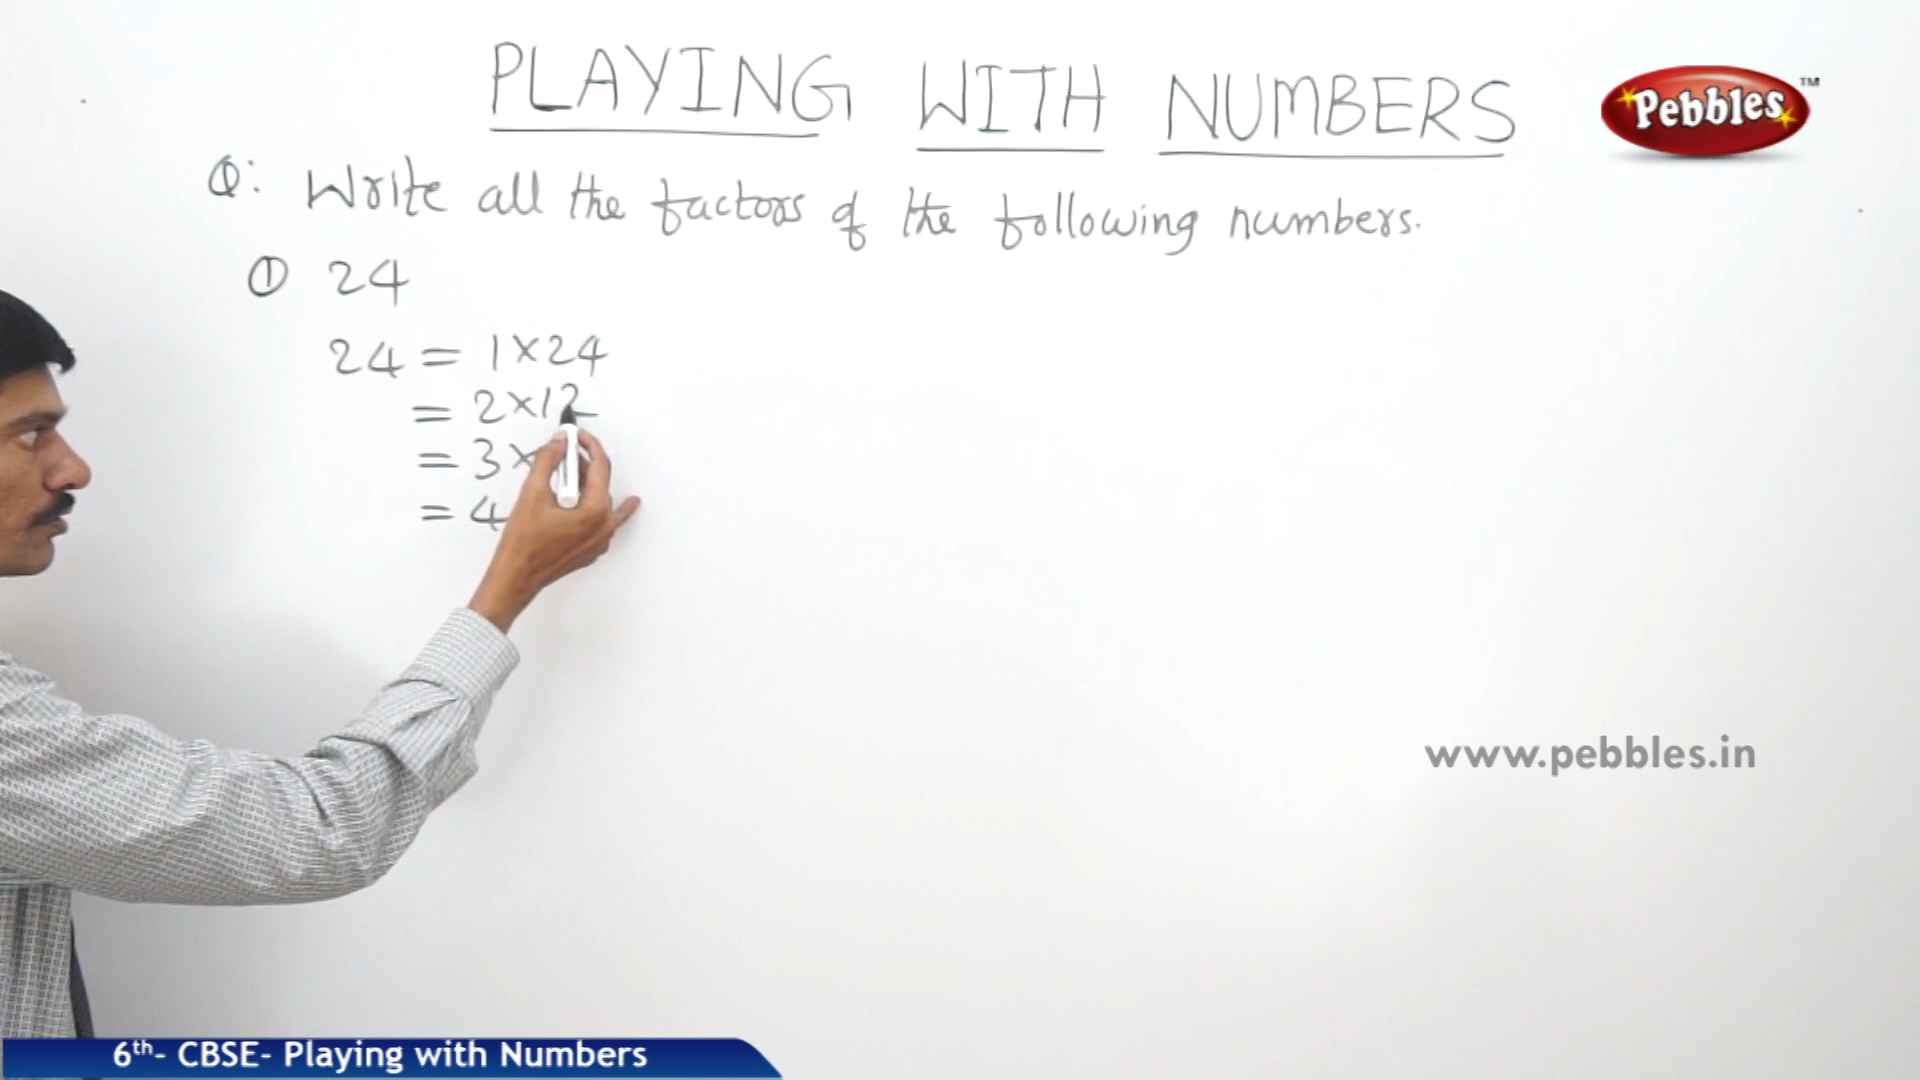 PLAYING WITH NUMBERS
Pebbles TM
Q: Write all the factors of the following numbers.
① 24
24 = 1×24
= 2×12
= 3×
= 4
www.pebbles.in
6th- CBSE- Playing with Numbers